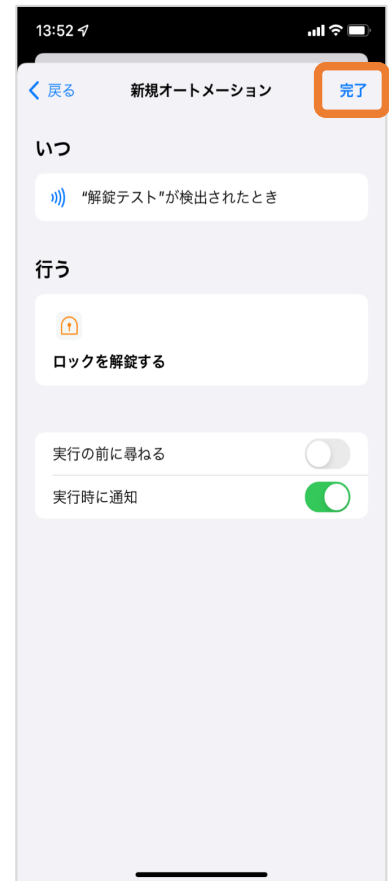 13:52
戻る 新規オートメーション 完了
いつ
“解錠テスト”が検出されたとき
行う
ロックを解錠する
実行の前に尋ねる
実行時に通知